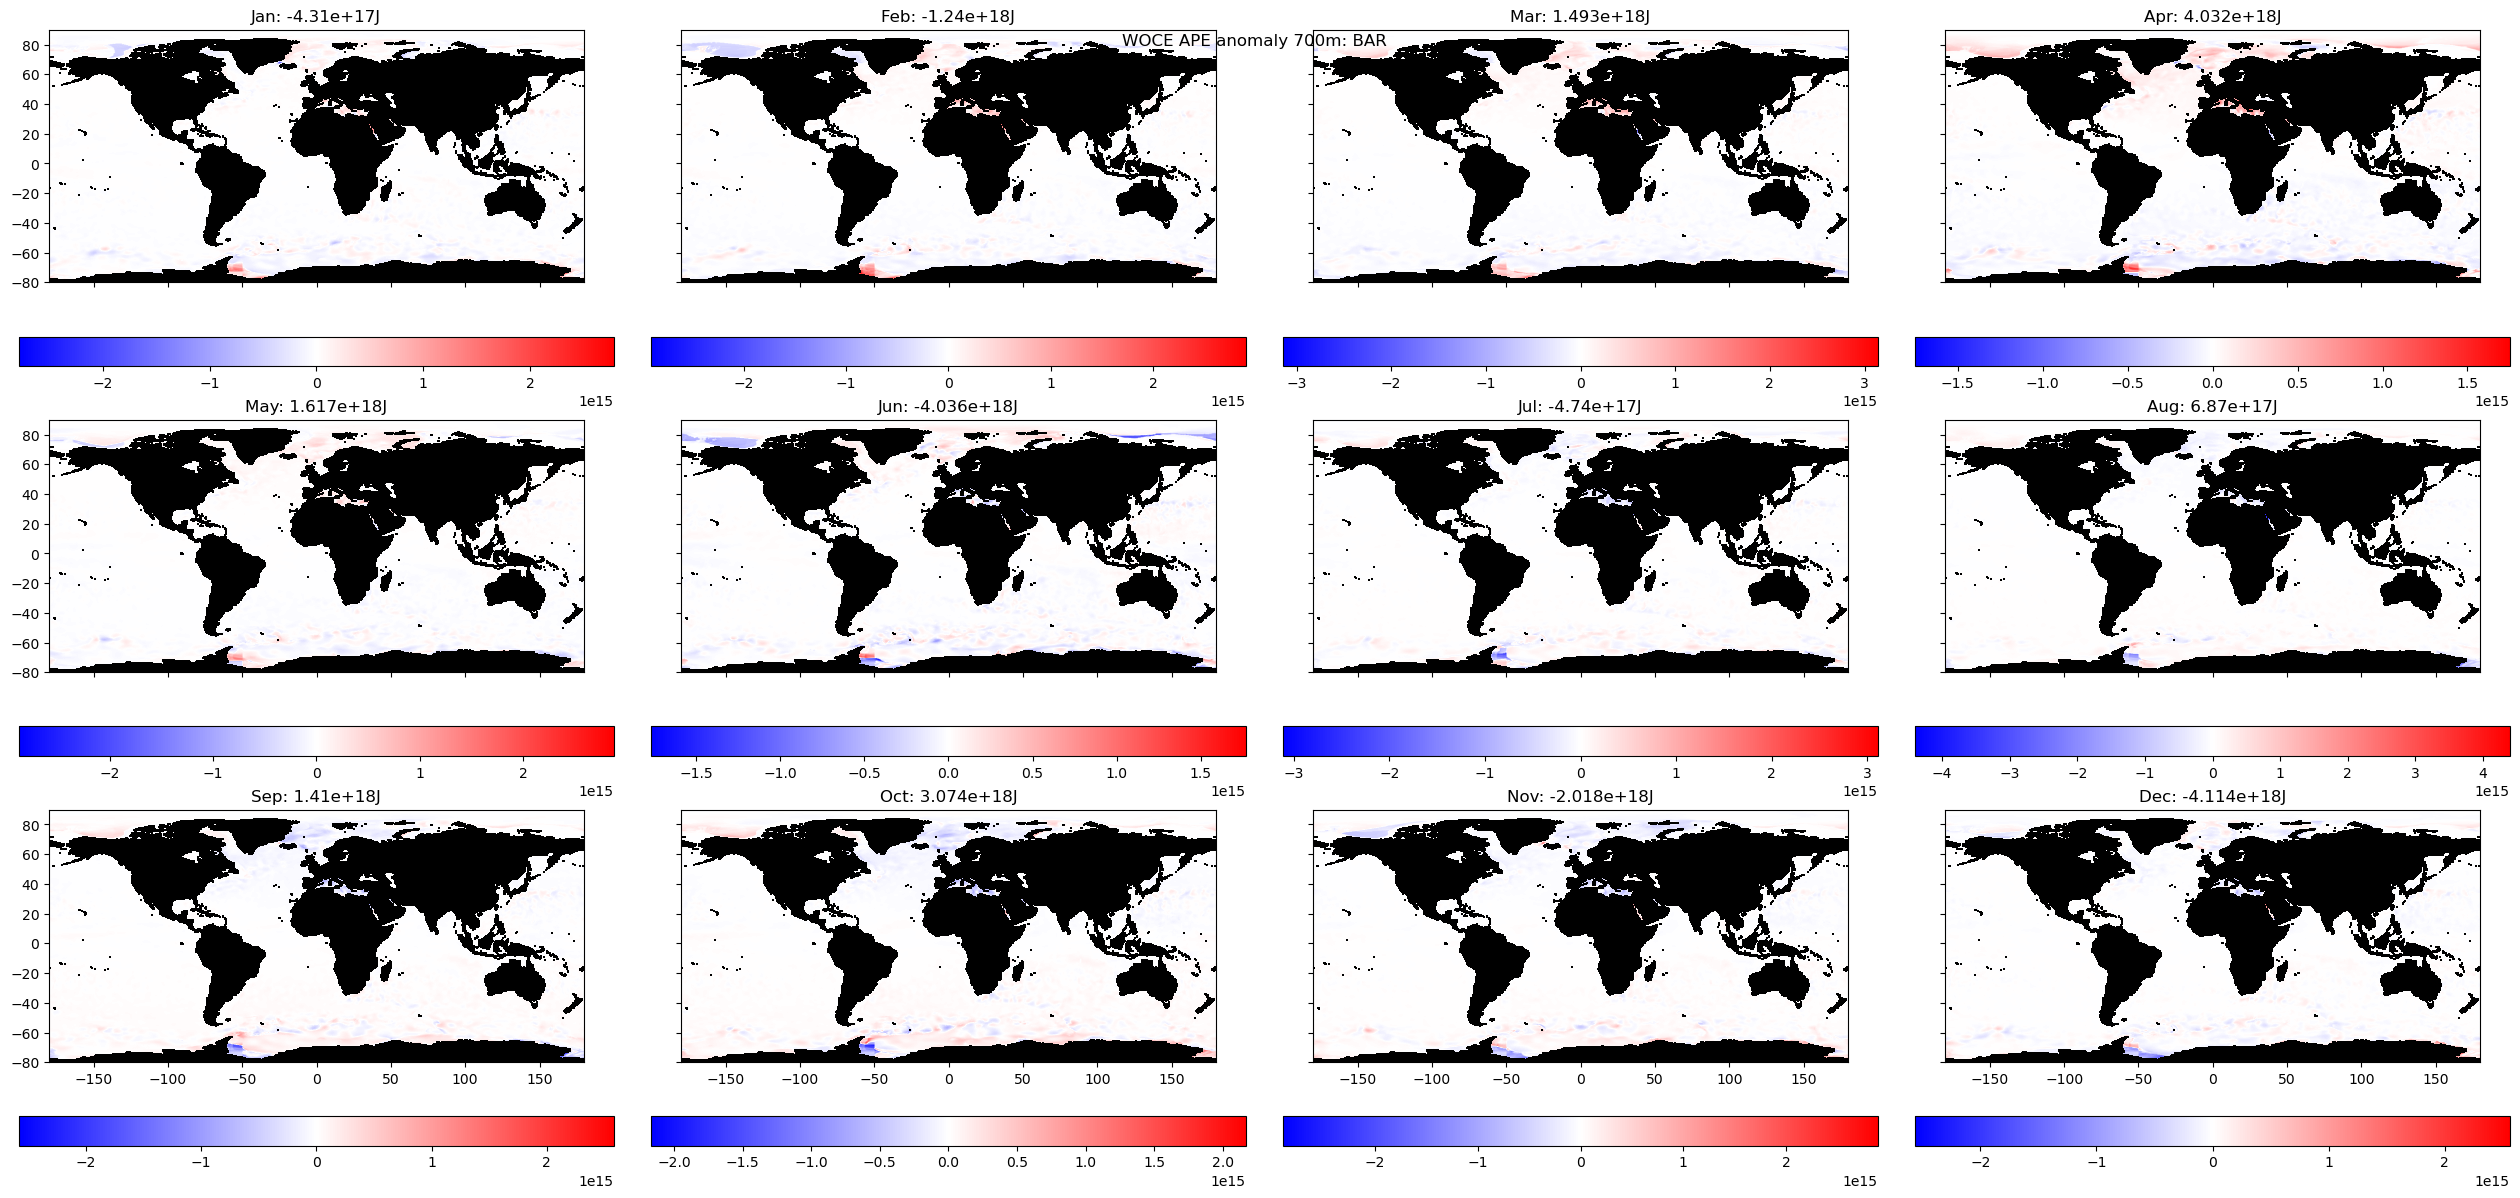 Jan: -4.31e+17J Feb: -1.24e+18J Mar: 1.493e+18J Apr: 4.032e+18J
WOCE APE anomaly 700m: BAR
80
60
40
20
0
−20
−40
−60
−80
−2 −1 0 1 2 −2 −1 0 1 2 −3 −2 −1 0 1 2 3 −1.5 −1.0 −0.5 0.0 0.5 1.0 1.5
1e15 1e15 1e15 1e15
May: 1.617e+18J Jun: -4.036e+18J Jul: -4.74e+17J Aug: 6.87e+17J
80
60
40
20
0
−20
−40
−60
−80
−2 −1 0 1 2 −1.5 −1.0 −0.5 0.0 0.5 1.0 1.5 −3 −2 −1 0 1 2 3 −4 −3 −2 −1 0 1 2 3 4
1e15 1e15 1e15 1e15
Sep: 1.41e+18J Oct: 3.074e+18J Nov: -2.018e+18J Dec: -4.114e+18J
80
60
40
20
0
−20
−40
−60
−80
−150 −100 −50 0 50 100 150 −150 −100 −50 0 50 100 150 −150 −100 −50 0 50 100 150 −150 −100 −50 0 50 100 150
−2 −1 0 1 2 −2.0 −1.5 −1.0 −0.5 0.0 0.5 1.0 1.5 2.0 −2 −1 0 1 2 −2 −1 0 1 2
1e15 1e15 1e15 1e15